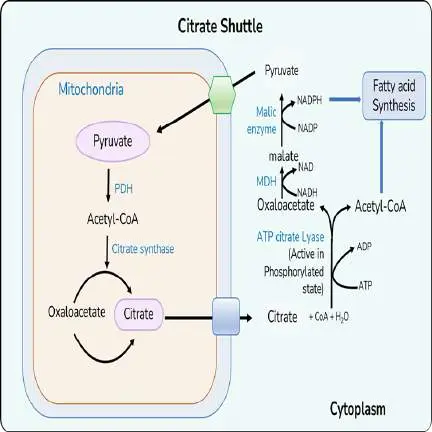 Citrate Shuttle
Mitochondria
Pyruvate
PDH
Acetyl-CoA
Citrate synthase
Oxaloacetate
Citrate
Pyruvate
Malic
enzyme
NADPH
NADP
malate
MDH
NAD
NADH
Oxaloacetate
Acetyl-CoA
Fatty acid
Synthesis
ATP citrate Lyase
(Active in
Phosphorylated
state)
ADP
ATP
Citrate
+ CoA + H₂O
Cytoplasm